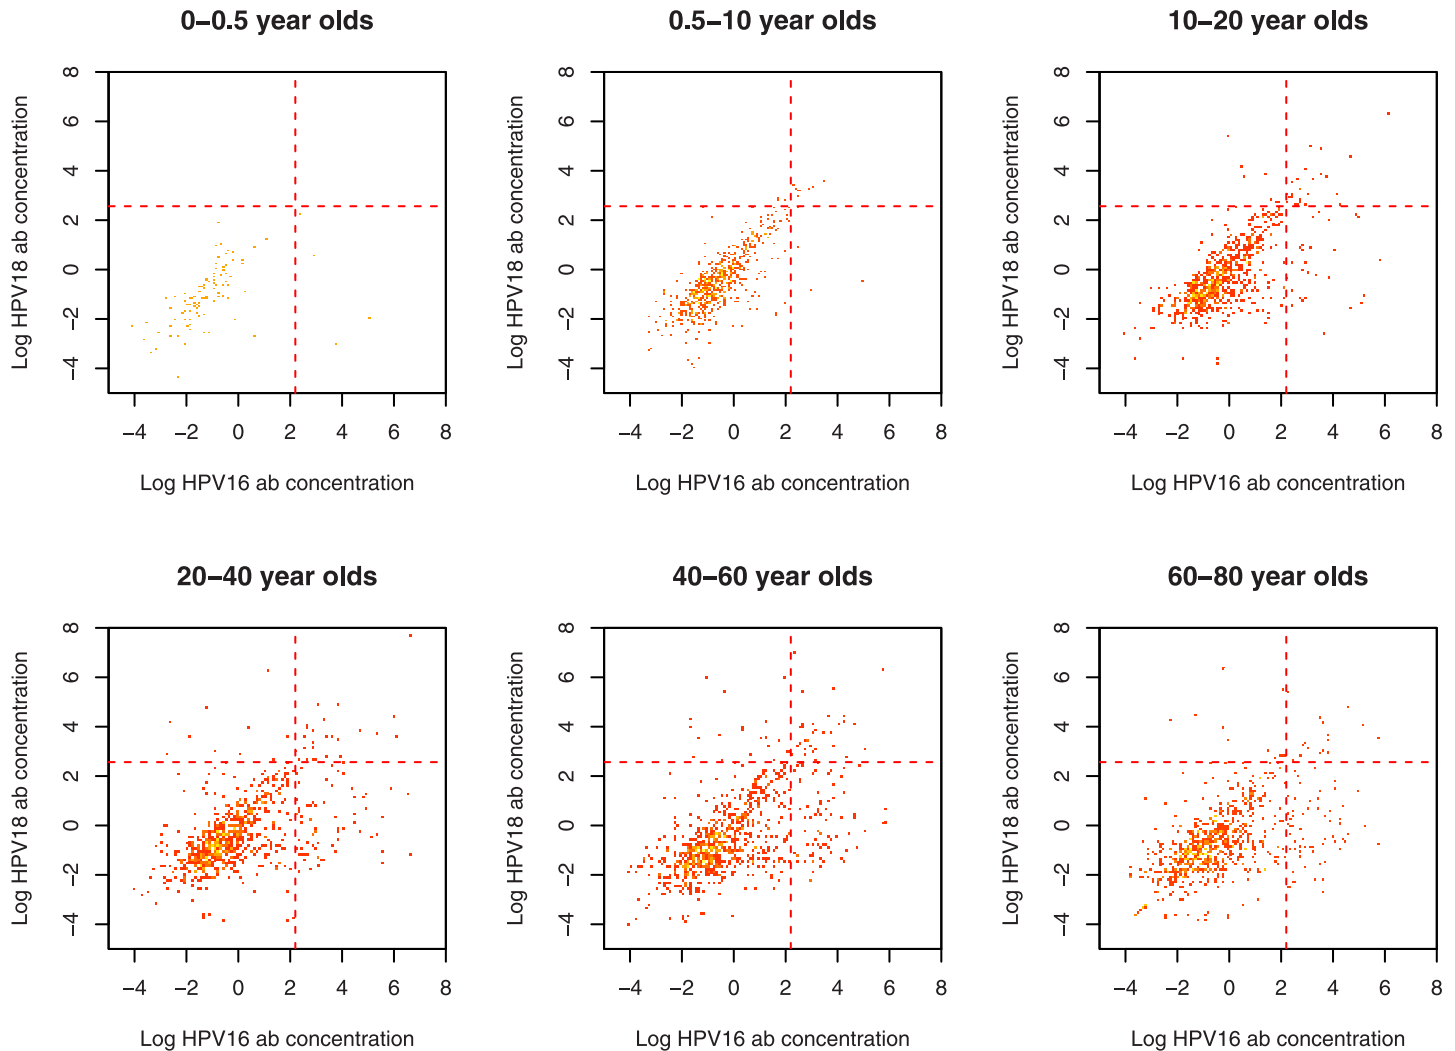 0–0.5 year olds
Log HPV18 ab concentration
8
6
4
2
0
−2
−4
−4 −2 0 2 4 6 8
Log HPV16 ab concentration
0.5–10 year olds
Log HPV18 ab concentration
8
6
4
2
0
−2
−4
−4 −2 0 2 4 6 8
Log HPV16 ab concentration
10–20 year olds
Log HPV18 ab concentration
8
6
4
2
0
−2
−4
−4 −2 0 2 4 6 8
Log HPV16 ab concentration
20–40 year olds
Log HPV18 ab concentration
8
6
4
2
0
−2
−4
−4 −2 0 2 4 6 8
Log HPV16 ab concentration
40–60 year olds
Log HPV18 ab concentration
8
6
4
2
0
−2
−4
−4 −2 0 2 4 6 8
Log HPV16 ab concentration
60–80 year olds
Log HPV18 ab concentration
8
6
4
2
0
−2
−4
−4 −2 0 2 4 6 8
Log HPV16 ab concentration